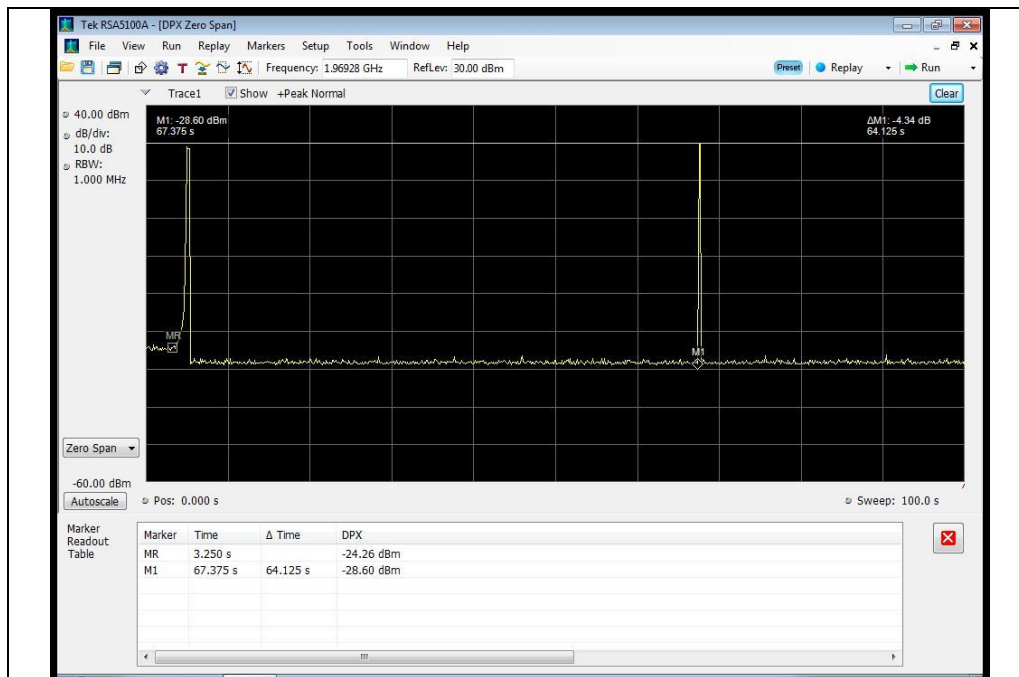 Tek RSA5100A - [DPX Zero Span]
File View Run Replay Markers Setup Tools Window Help
T Frequency: 1.96928 GHz RefLev: 30.00 dBm Preset Replay Run
Trace1 Show +Peak Normal Clear
40.00 dBm
dB/div:
10.0 dB
RBW:
1.000 MHz
M1: -28.60 dBm
67.375 s
ΔM1: -4.34 dB
64.125 s
MR
M1
Zero Span
-60.00 dBm
Autoscale Pos: 0.000 s Sweep: 100.0 s
Marker
Readout
Table
Marker Time Δ Time DPX
MR 3.250 s -24.26 dBm
M1 67.375 s 64.125 s -28.60 dBm